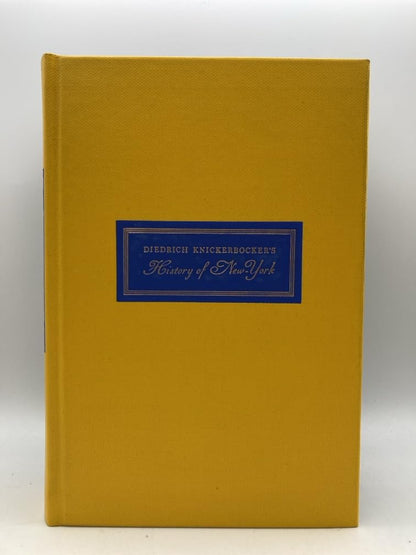 DIEDRICH KNICKERBOCKER'S
History of New-York